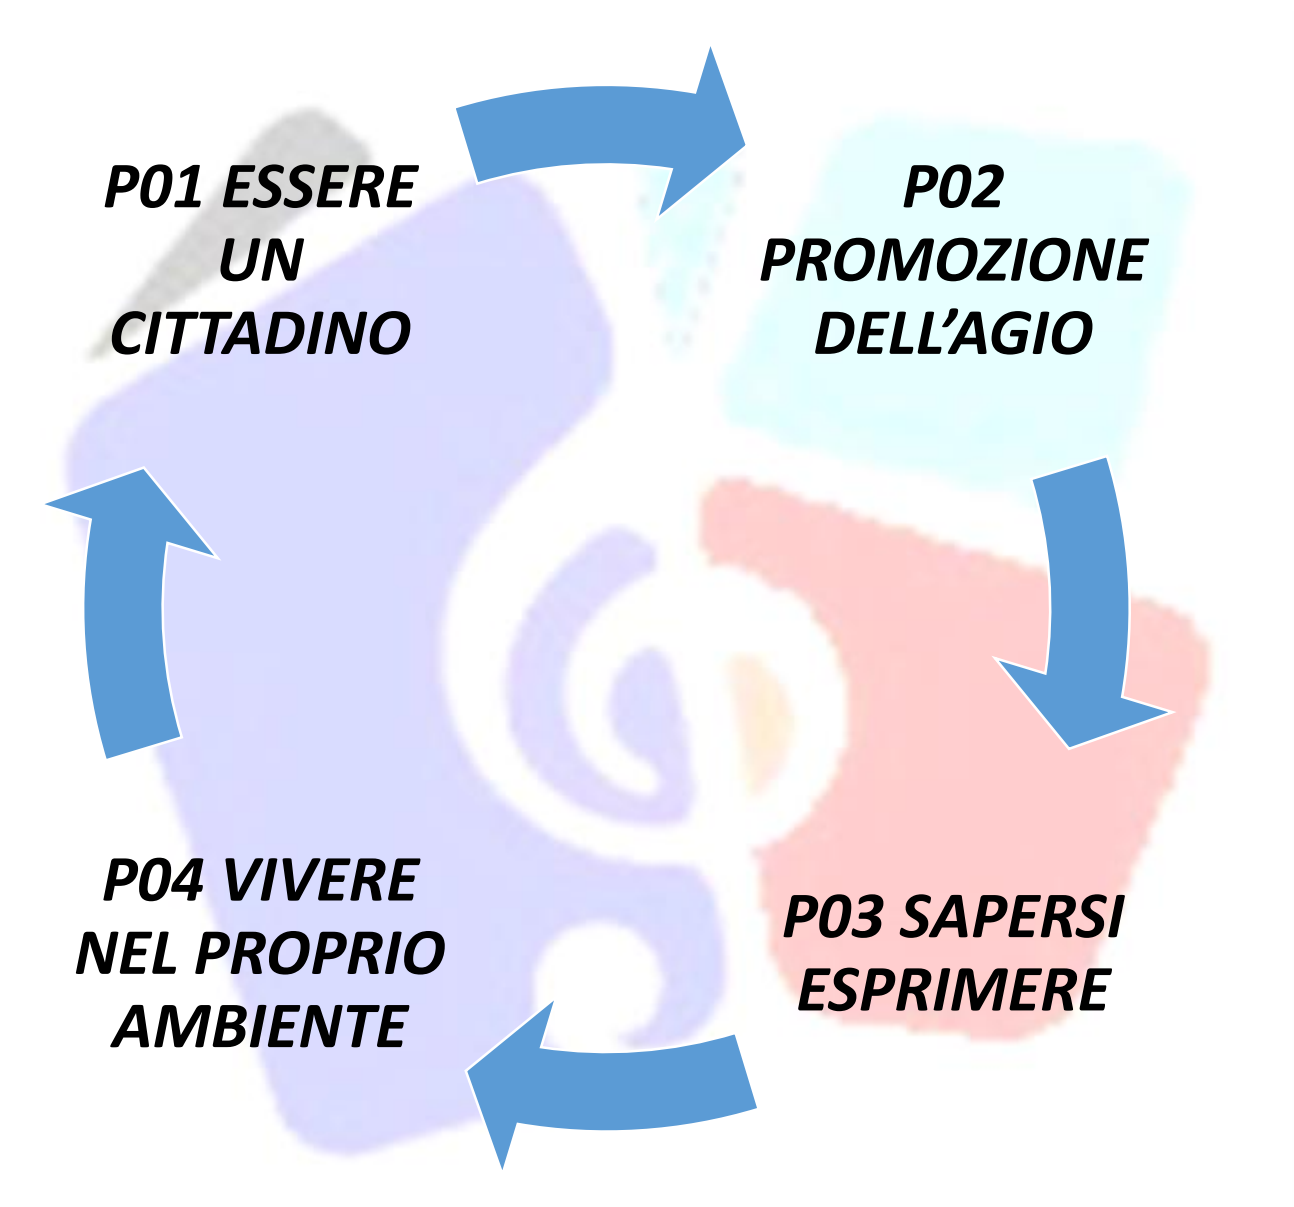 P01 ESSERE
UN
CITTADINO
P02
PROMOZIONE
DELL’AGIO
P03 SAPERSI
ESPRIMERE
P04 VIVERE
NEL PROPRIO
AMBIENTE